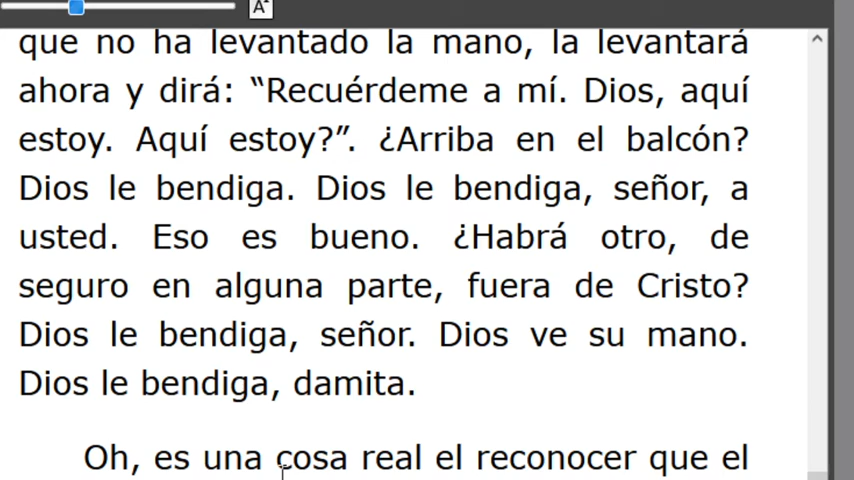 A
que no ha levantado la mano, la levantará
ahora y dirá: “Recuérdeme a mí. Dios, aquí
estoy. Aquí estoy?”. ¿Arriba en el balcón?
Dios le bendiga. Dios le bendiga, señor, a
usted. Eso es bueno. ¿Habrá otro, de
seguro en alguna parte, fuera de Cristo?
Dios le bendiga, señor. Dios ve su mano.
Dios le bendiga, damita.
Oh, es una cosa real el reconocer que el